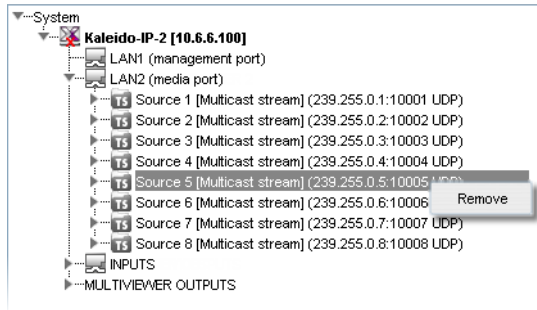 System
Kaleido-IP-2 [10.6.6.100]
LAN1 (management port)
LAN2 (media port)
TS Source 1 [Multicast stream] (239.255.0.1:10001 UDP)
TS Source 2 [Multicast stream] (239.255.0.2:10002 UDP)
TS Source 3 [Multicast stream] (239.255.0.3:10003 UDP)
TS Source 4 [Multicast stream] (239.255.0.4:10004 UDP)
TS Source 5 [Multicast stream] (239.255.0.5:10005 UDP)
Remove
TS Source 6 [Multicast stream] (239.255.0.6:10006
TS Source 7 [Multicast stream] (239.255.0.7:10007 UDP)
TS Source 8 [Multicast stream] (239.255.0.8:10008 UDP)
INPUTS
MULTIVIEWER OUTPUTS